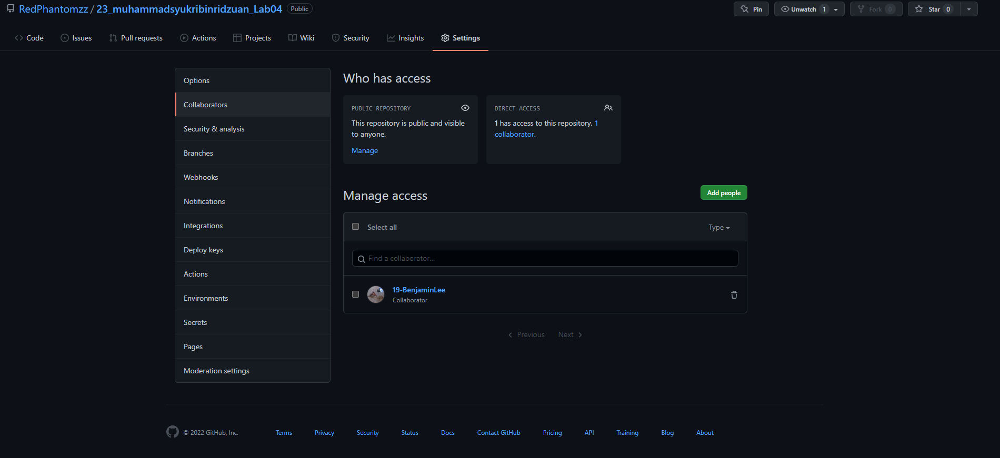 RedPhantomzz / 23_muhammadsyukribinridzuan_Lab04 Public
Pin
Unwatch 1
Fork 0
Star 0
Code
Issues
Pull requests
Actions
Projects
Wiki
Security
Insights
Settings
Options
Collaborators
Security & analysis
Branches
Webhooks
Notifications
Integrations
Deploy keys
Actions
Environments
Secrets
Pages
Moderation settings
Who has access
PUBLIC REPOSITORY
This repository is public and visible
to anyone.
Manage
DIRECT ACCESS
1 has access to this repository. 1
collaborator.
Manage access
Add people
Select all
Type
Find a collaborator...
19-BenjaminLee
Collaborator
Previous
Next
© 2022 GitHub, Inc.
Terms
Privacy
Security
Status
Docs
Contact GitHub
Pricing
API
Training
Blog
About